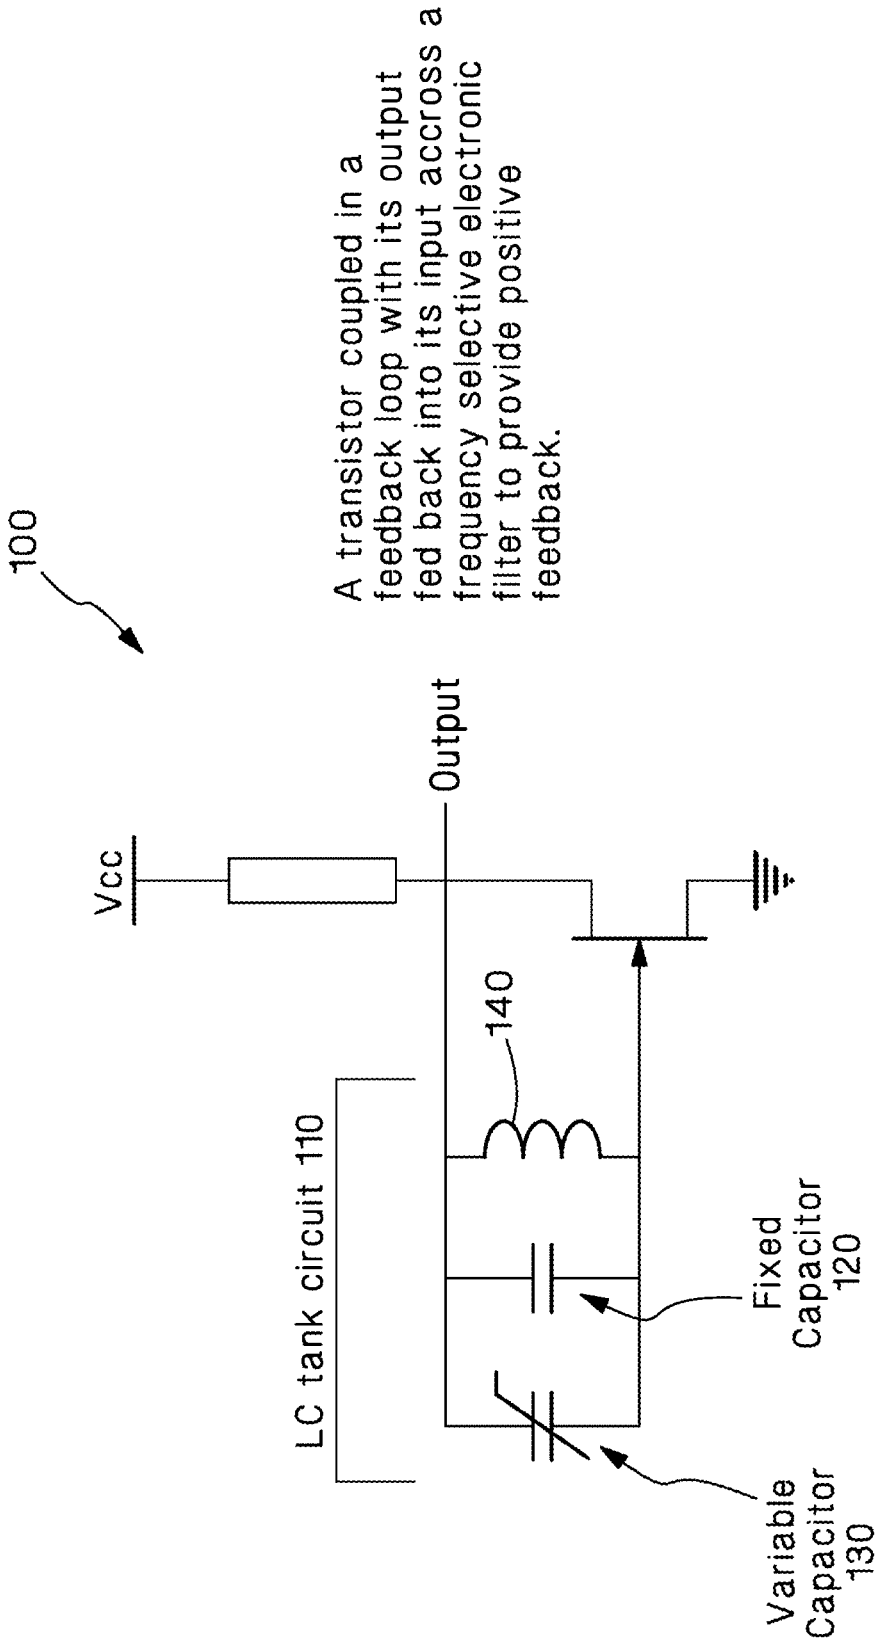 100
Vcc
Output
A transistor coupled in a
feedback loop with its output
fed back into its input accross a
frequency selective electronic
filter to provide positive
feedback.
LC tank circuit 110
140
Fixed
Capacitor
120
Variable
Capacitor
130